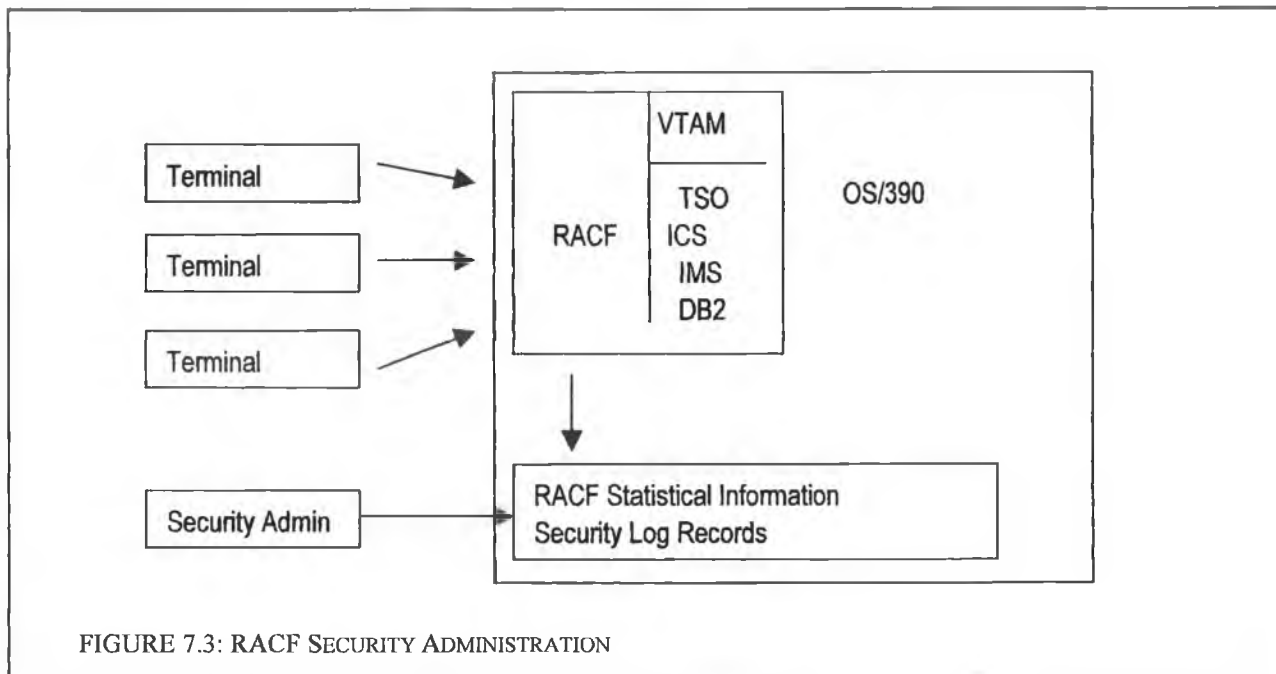 Terminal
Terminal
Terminal
Security Admin
RACF
VTAM
TSO
ICS
IMS
DB2
OS/390
RACF Statistical Information
Security Log Records
FIGURE 7.3: RACF SECURITY ADMINISTRATION